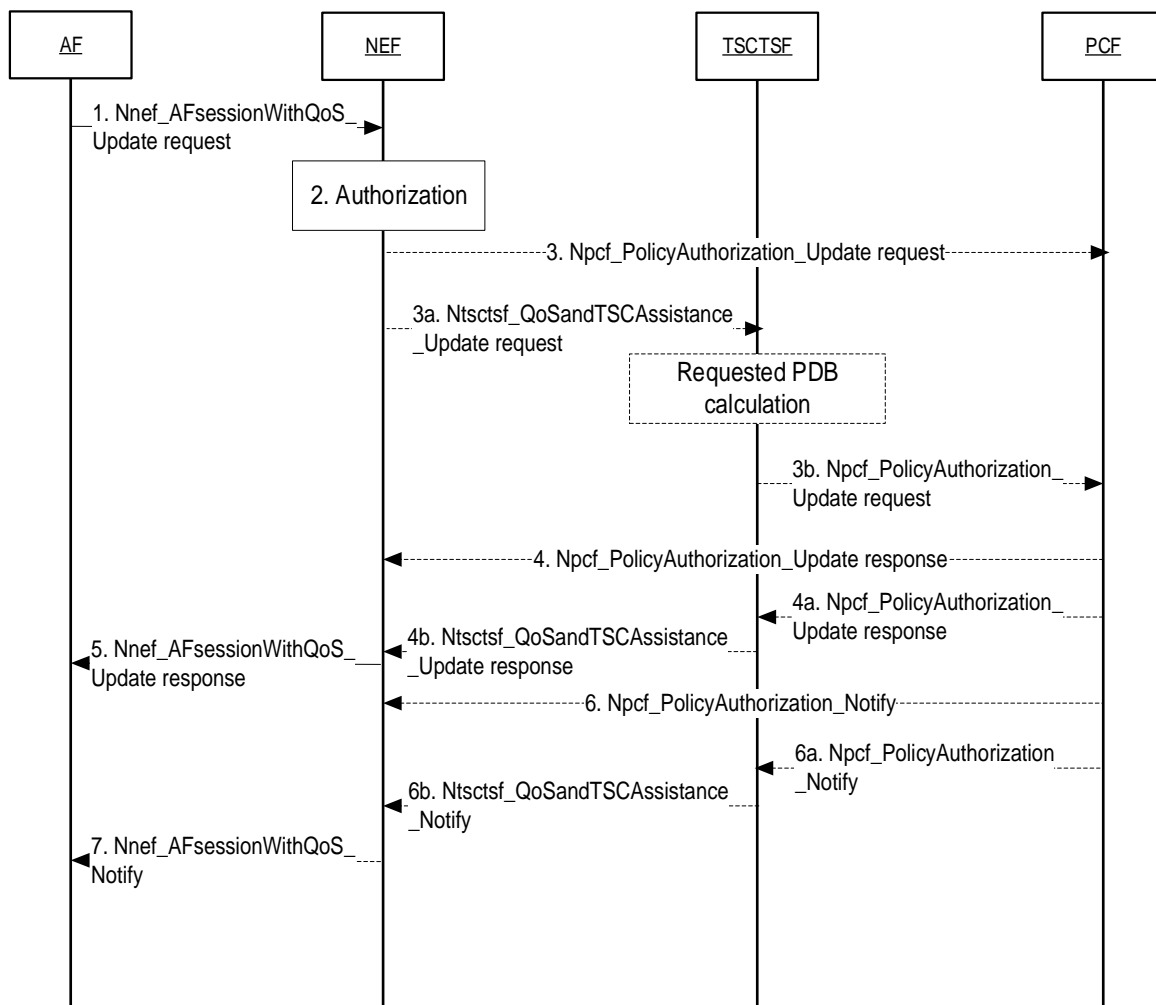 AF
NEF
TSCTSF
PCF
1. Nnef_AFsessionWithQoS_
Update request
2. Authorization
3. Npcf_PolicyAuthorization_Update request
3a. Ntsctsf_QoSandTSCAssistance
_Update request
Requested PDB
calculation
3b. Npcf_PolicyAuthorization_
Update request
4. Npcf_PolicyAuthorization_Update response
4a. Npcf_PolicyAuthorization_
Update response
4b. Ntsctsf_QoSandTSCAssistance
_Update response
5. Nnef_AFsessionWithQoS_
Update response
6. Npcf_PolicyAuthorization_Notify
6a. Npcf_PolicyAuthorization
_Notify
6b. Ntsctsf_QoSandTSCAssistance
_Notify
7. Nnef_AFsessionWithQoS_
Notify